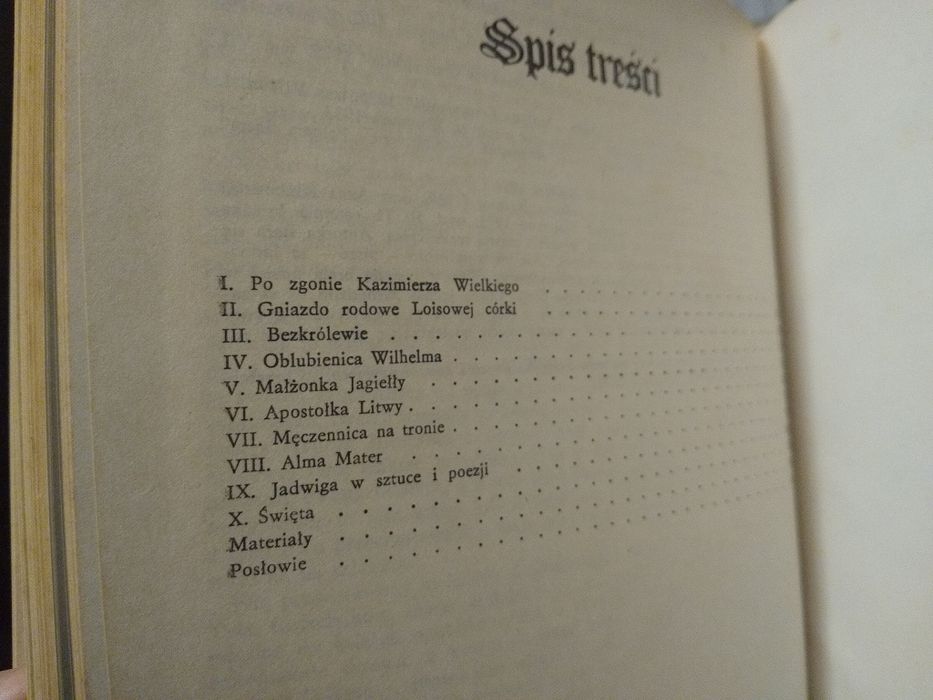 Spis treści
I. Po zgonie Kazimierza Wielkiego . . . . . . . . . .
II. Gniazdo rodowe Loisowej córki . . . . . . . . . .
III. Bezkrólewie . . . . . . . . . . . . . . . .
IV. Oblubienica Wilhelma . . . . . . . . . . . . . .
V. Małżonka Jagiełły . . . . . . . . . . . . . . .
VI. Apostołka Litwy . . . . . . . . . . . . . . . .
VII. Męczennica na tronie . . . . . . . . . . . . . .
VIII. Alma Mater . . . . . . . . . . . . . . .
IX. Jadwiga w sztuce i poezji . . . . . . . . . . .
X. Święta . . . . . . . . . . . . . . . . . .
Materiały . . . . . . . . . . . . . . . . . .
Posłowie . . . . . . . . . . . . . . . . . .